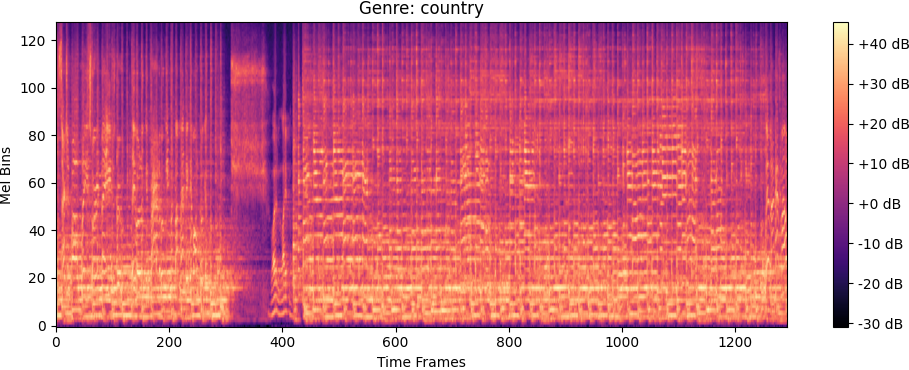 Genre: country
120
100
80
60
40
20
0
Mel Bins
0 200 400 600 800 1000 1200
Time Frames
+40 dB
+30 dB
+20 dB
+10 dB
+0 dB
-10 dB
-20 dB
-30 dB